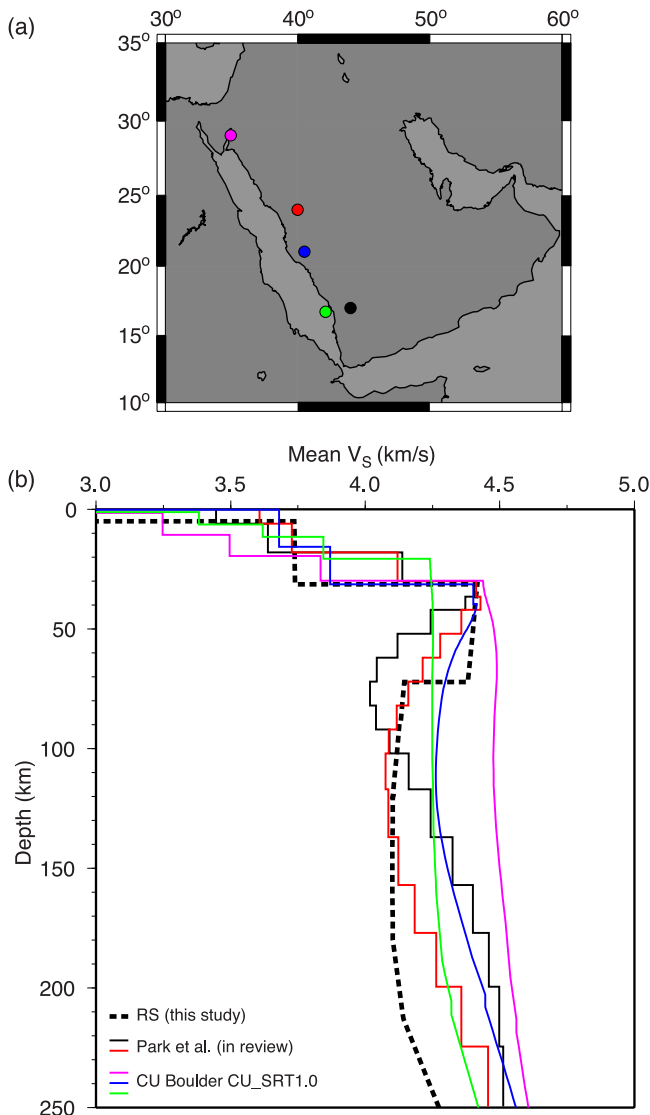 (a)
30° 40° 50° 60°
35°
30°
25°
20°
15°
10°
Mean VS (km/s)
(b)
3.0 3.5 4.0 4.5 5.0
0
50
100
150
200
250
Depth (km)
RS (this study)
Park et al. (in review)
CU Boulder CU_SRT1.0